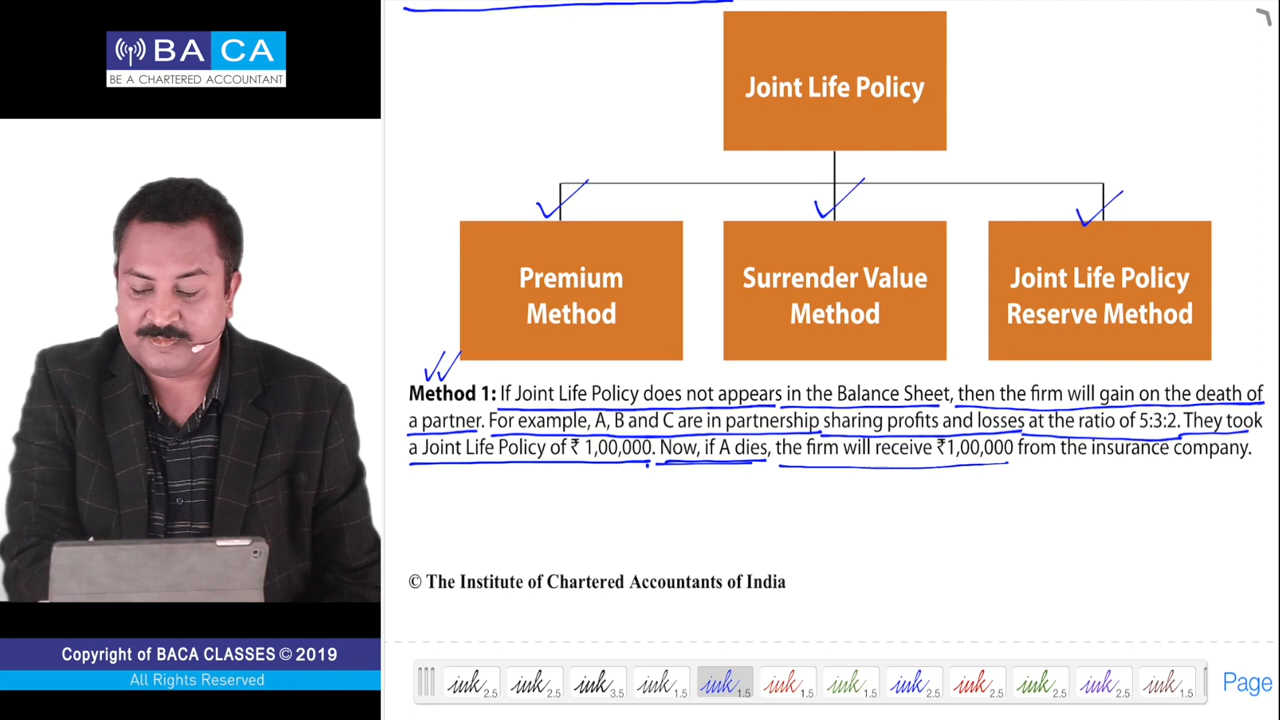 BACA
BE A CHARTERED ACCOUNTANT
Joint Life Policy
Premium
Method
Surrender Value
Method
Joint Life Policy
Reserve Method
Method 1: If Joint Life Policy does not appears in the Balance Sheet, then the firm will gain on the death of
a partner. For example, A, B and C are in partnership sharing profits and losses at the ratio of 5:3:2. They took
a Joint Life Policy of ₹ 1,00,000. Now, if A dies, the firm will receive ₹1,00,000 from the insurance company.
© The Institute of Chartered Accountants of India
Copyright of BACA CLASSES © 2019
All Rights Reserved
ink 2.5 ink 2.5 ink 3.5 ink 1.5 ink 1.5 ink 1.5 ink 1.5 ink 2.5 ink 2.5 ink 2.5 ink 2.5 ink 1.5
Page